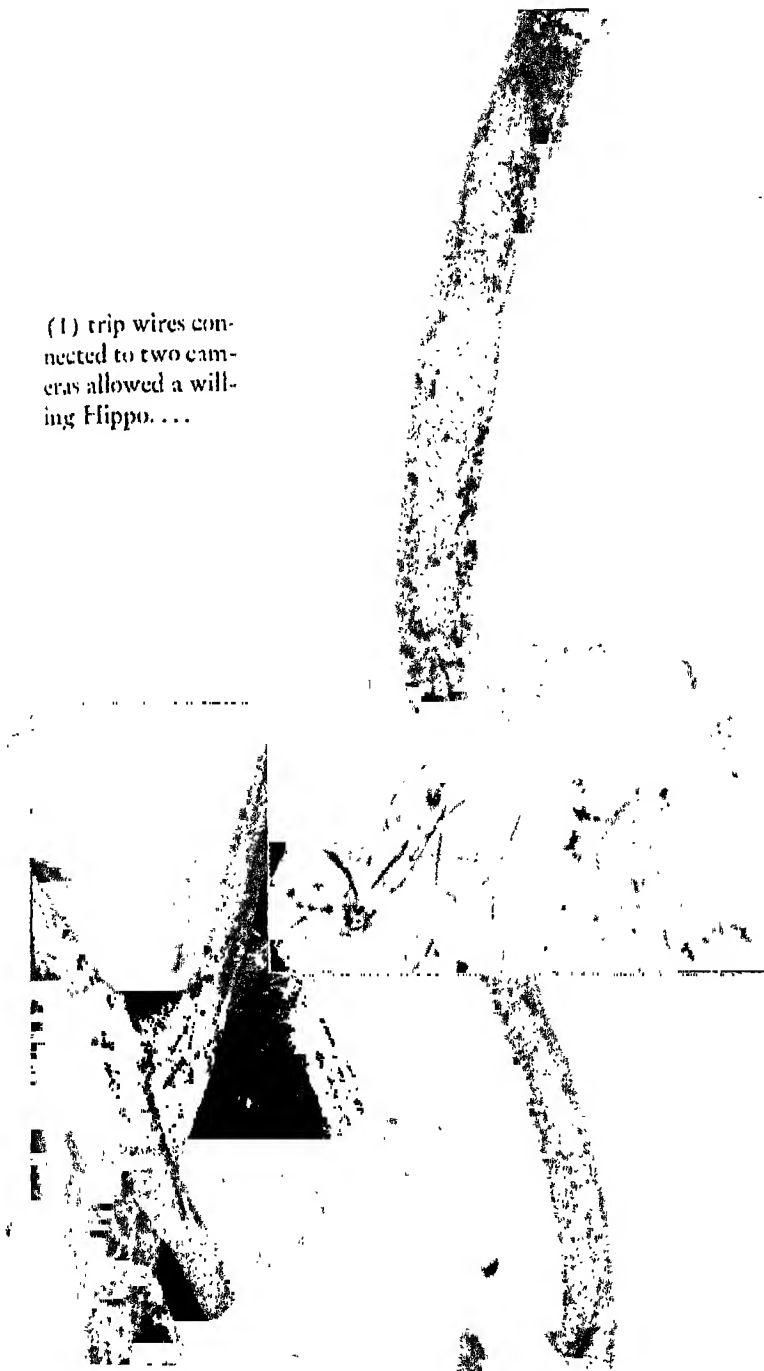 (1) trip wires con-
nected to two cam-
eras allowed a will-
ing Hippo. . . .